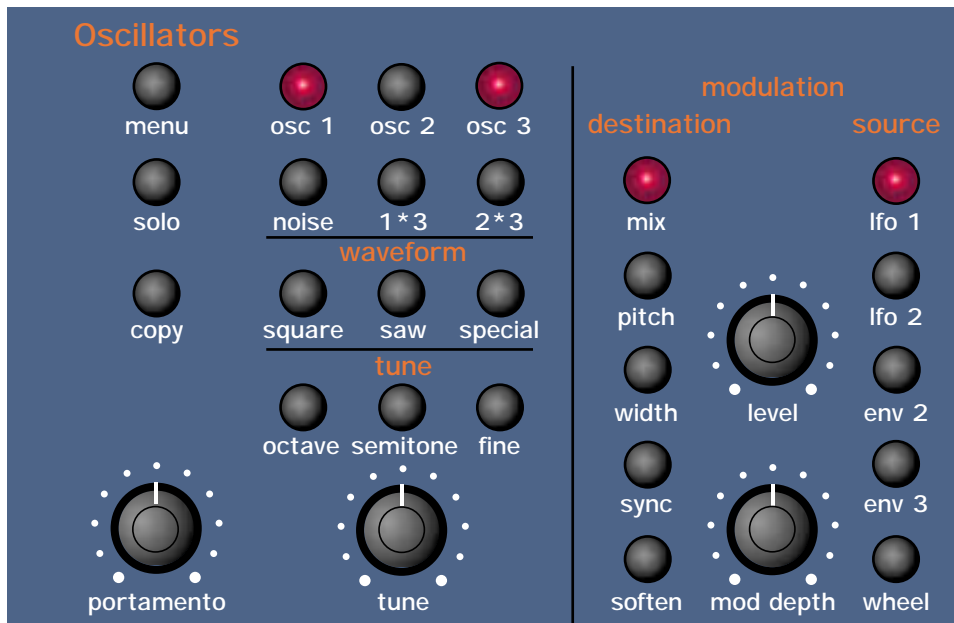 Oscillators
menu osc 1 osc 2 osc 3
solo noise 1*3 2*3
waveform
copy square saw special
tune
octave semitone fine
portamento tune
modulation
destination source
mix lfo 1
pitch lfo 2
width level env 2
sync env 3
soften mod depth wheel